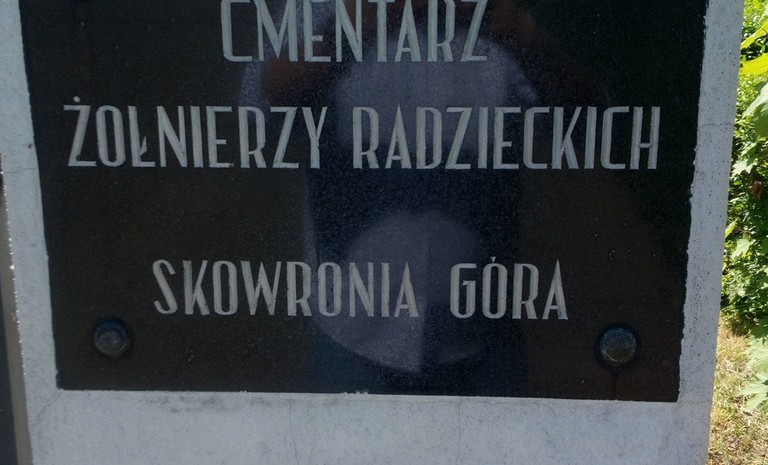 CMENTARZ
ŻOŁNIERZY RADZIECKICH
SKOWRONIA GÓRA